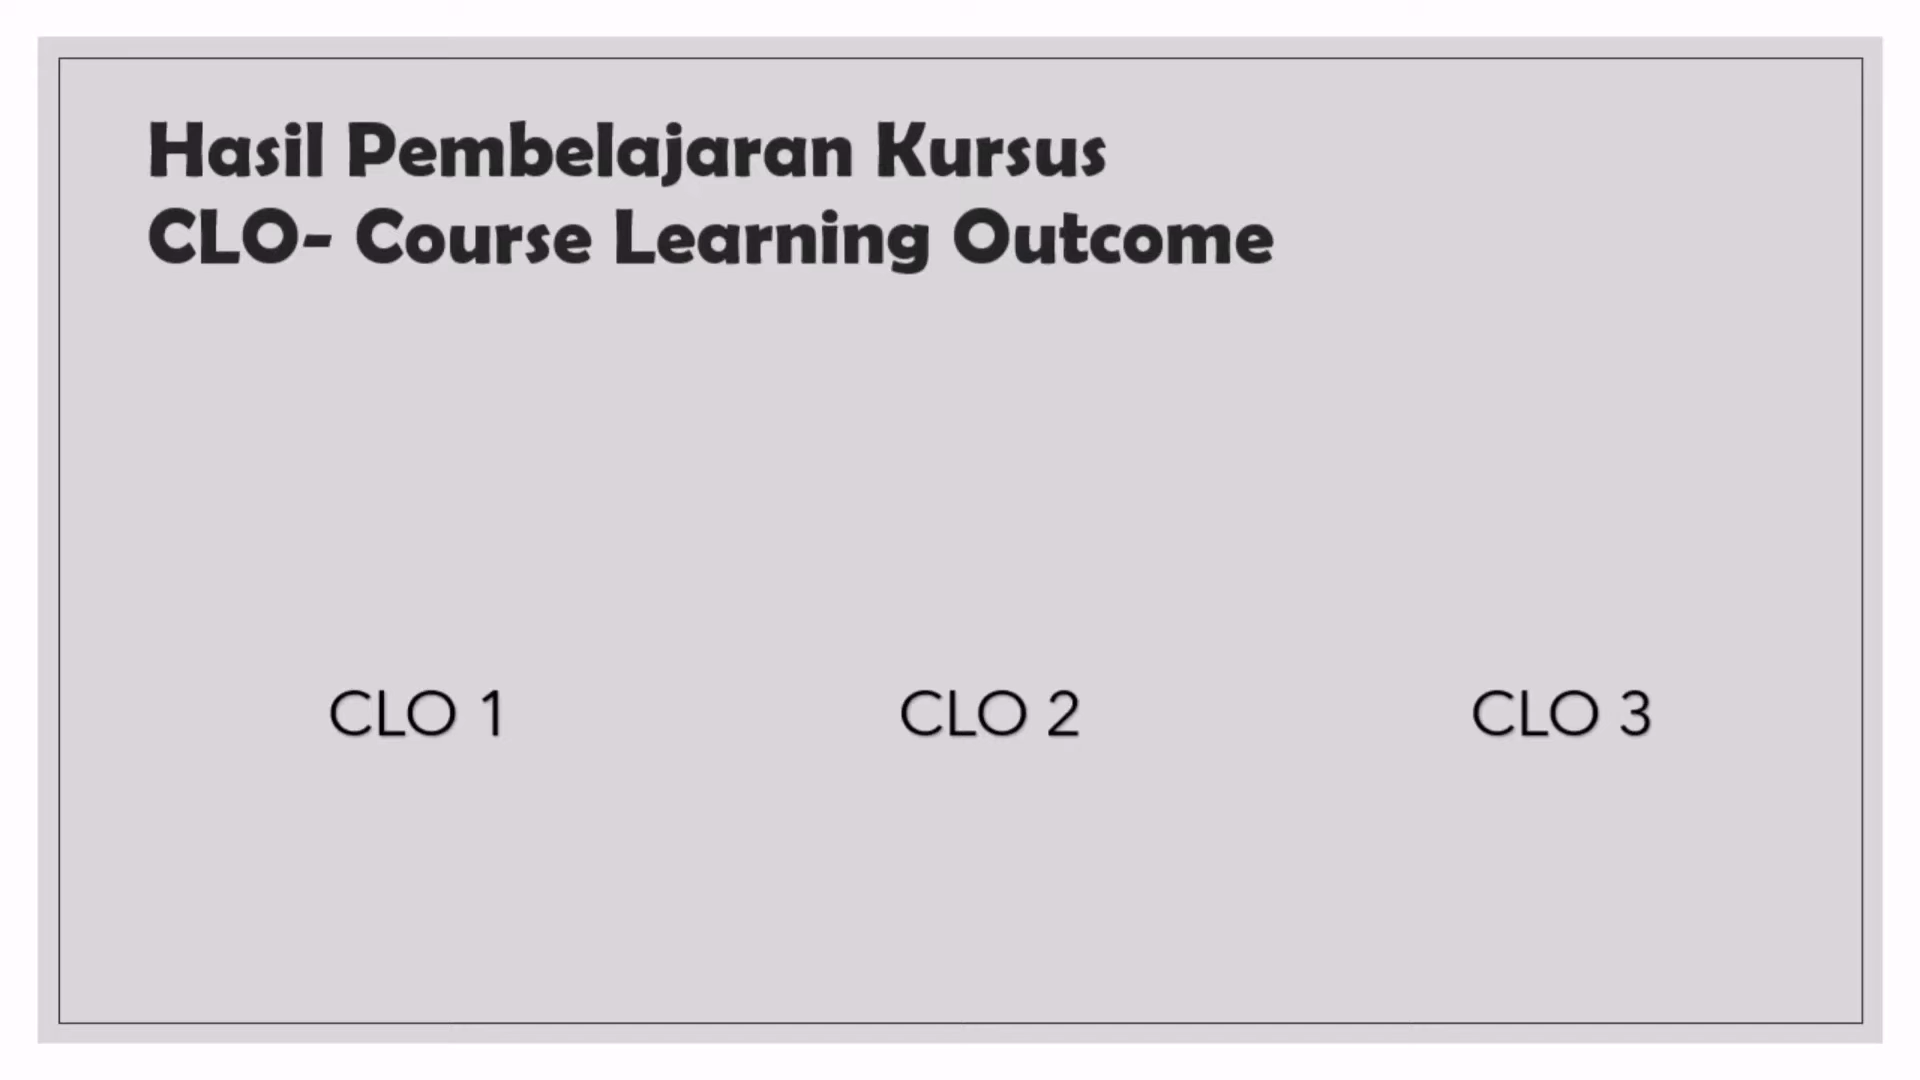 Hasil Pembelajaran Kursus
CLO- Course Learning Outcome
CLO 1
CLO 2
CLO 3